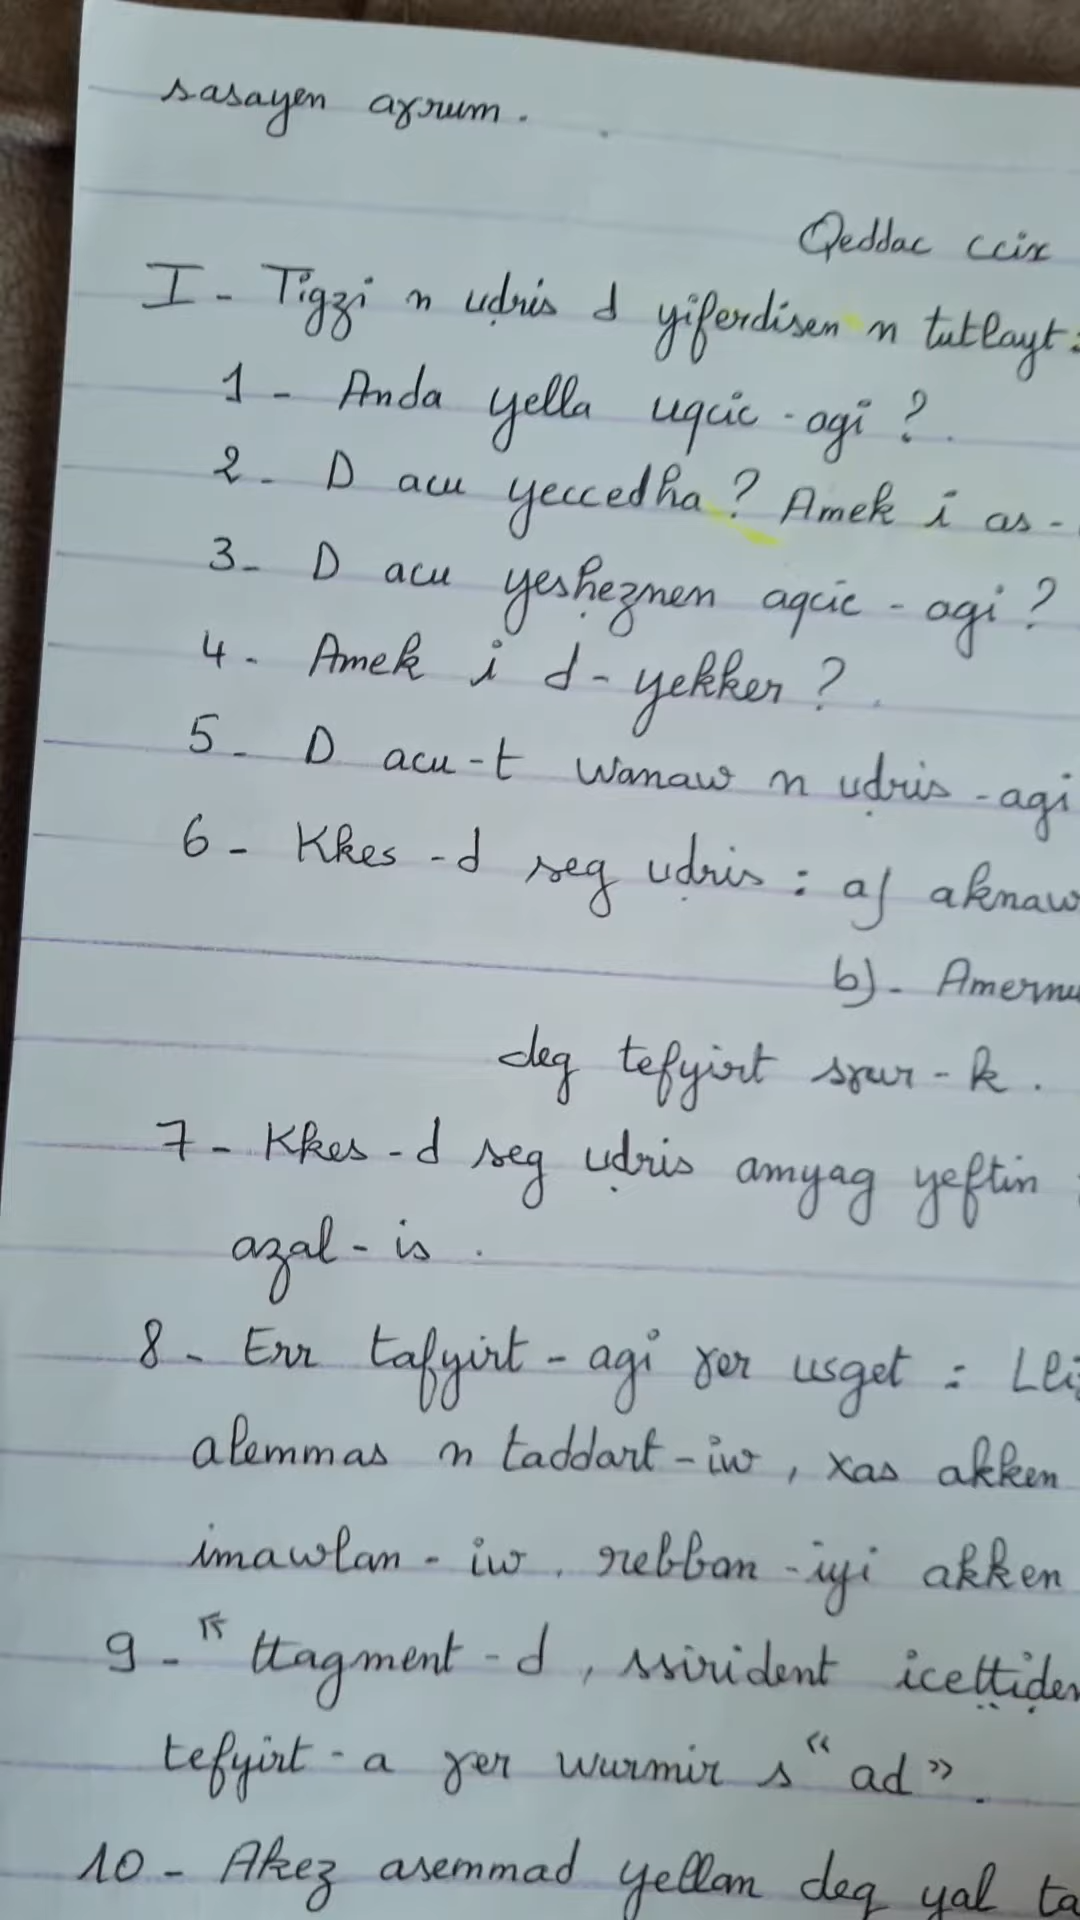 sasayen aɣrum.
Qeddac ccix
I - Tigzi n uḍris d yiferdisen n tutlayt :
1 - Anda yella uqcic - agi ?
2 - D acu yeccedha ? Amek i as -
3 - D acu yesḥeznen aqcic - agi ?
4 - Amek i d - yekker ?
5 - D acu - t wanaw n uḍris - agi
6 - Kkes - d seg uḍris : a) aknaw
b) - Amernu
deg tefyirt sɣur - k .
7 - Kkes - d seg uḍris amyag yeftin
azal - is .
8 - Err tafyirt - agi ɣer usget :
alemmas n taddart - iw , xas akken
imawlan - iw , rebban - iyi akken
9 - " ttagment - d , ssirident iceṭṭiḍen
tefyirt - a ɣer wurmir s " ad " .
10 - Akez asemmad yellan deg yal